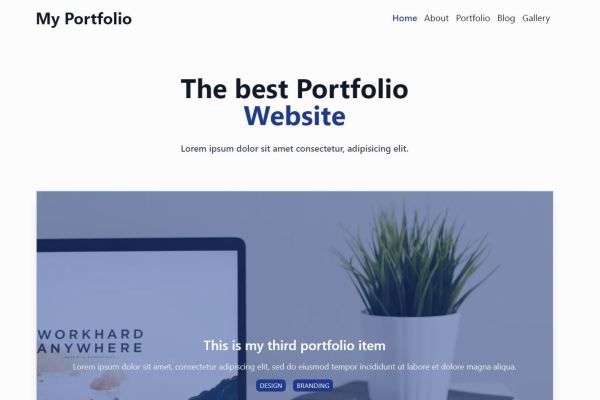 My Portfolio
Home About Portfolio Blog Gallery
The best Portfolio
Website
Lorem ipsum dolor sit amet consectetur, adipisicing elit.
WORKHARD
ANYWHERE
This is my third portfolio item
Lorem ipsum dolor sit amet, consectetur adipiscing elit, sed do eiusmod tempor incididunt ut labore et dolore magna aliqua.
DESIGN BRANDING